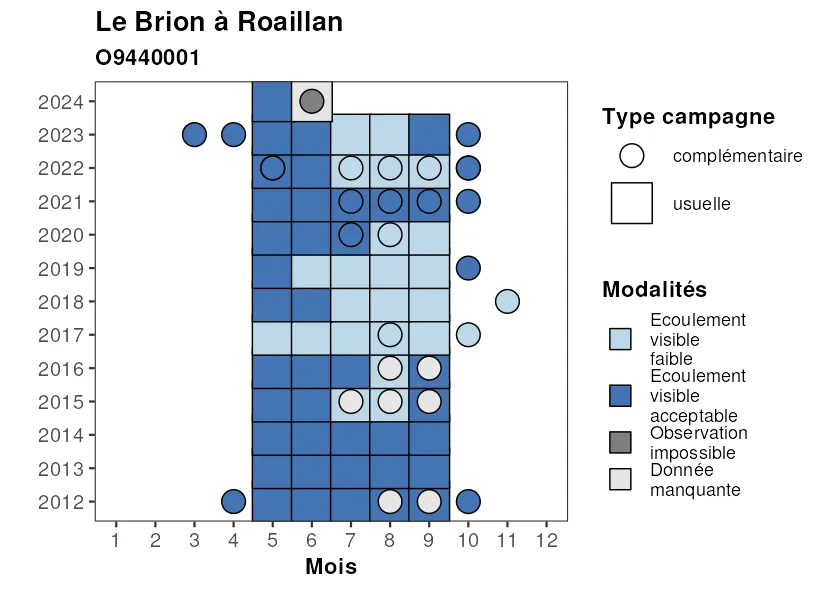 Le Brion à Roaillan
O9440001
2024
2023
2022
2021
2020
2019
2018
2017
2016
2015
2014
2013
2012
1 2 3 4 5 6 7 8 9 10 11 12
Mois
Type campagne
complémentaire
usuelle
Modalités
Ecoulement
visible
faible
Ecoulement
visible
acceptable
Observation
impossible
Donnée
manquante